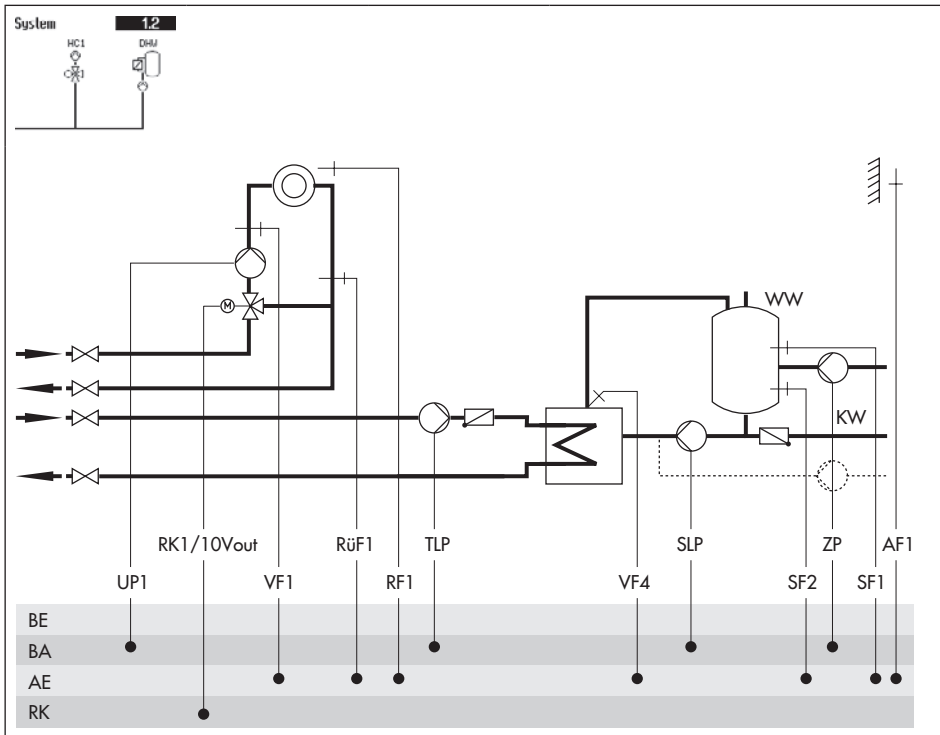 System 1.2
HC1 DHW
M
WW
KW
RK1/10Vout RüF1 TLP SLP ZP AF1
UP1 VF1 RF1 VF4 SF2 SF1
BE
BA
AE
RK